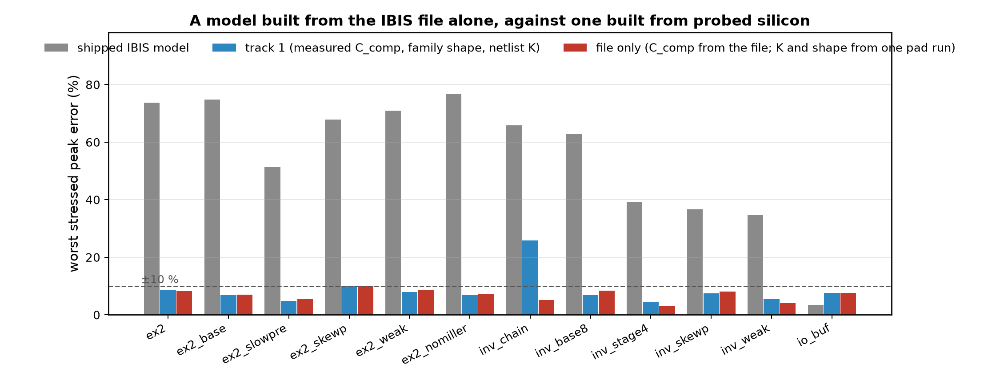 A model built from the IBIS file alone, against one built from probed silicon
shipped IBIS model
track 1 (measured C_comp, family shape, netlist K)
file only (C_comp from the file; K and shape from one pad run)
worst stressed peak error (%)
80
60
40
20
0
±10 %
ex2
ex2_base
ex2_slowpre
ex2_skewp
ex2_weak
ex2_nomiller
inv_chain
inv_base8
inv_stage4
inv_skewp
inv_weak
io_buf